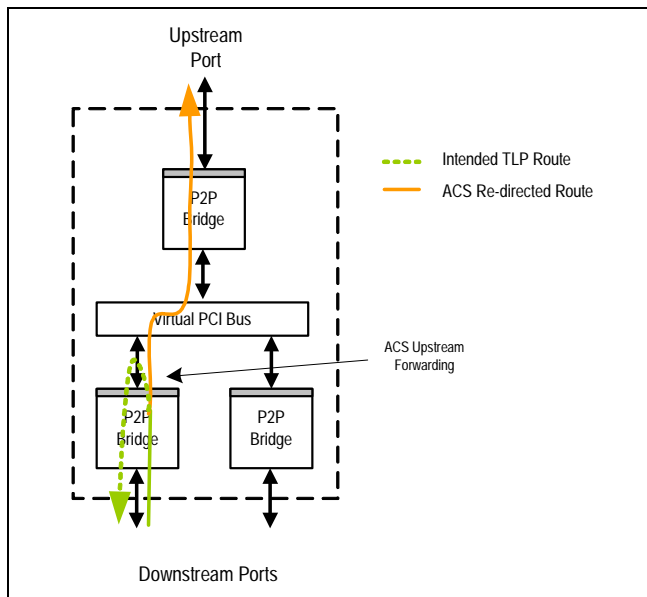 Upstream
Port
Intended TLP Route
ACS Re-directed Route
P2P
Bridge
Virtual PCI Bus
ACS Upstream
Forwarding
P2P
Bridge
P2P
Bridge
Downstream Ports